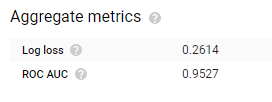 Aggregate metrics
Log loss 0.2614
ROC AUC 0.9527